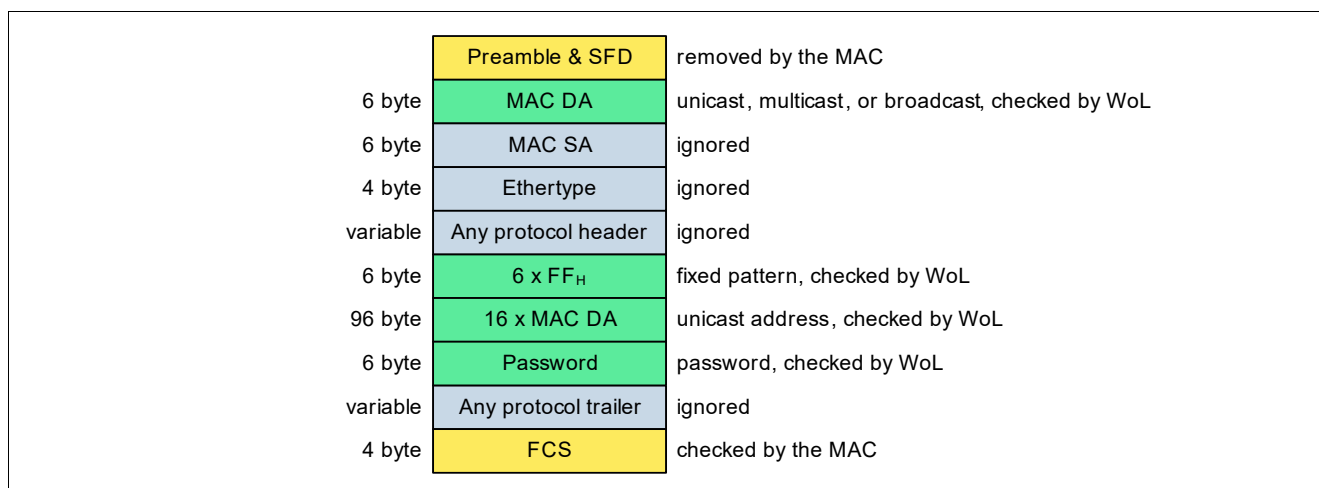 Preamble & SFD removed by the MAC
6 byte MAC DA unicast, multicast, or broadcast, checked by WoL
6 byte MAC SA ignored
4 byte Ethertype ignored
variable Any protocol header ignored
6 byte 6 x FFH fixed pattern, checked by WoL
96 byte 16 x MAC DA unicast address, checked by WoL
6 byte Password password, checked by WoL
variable Any protocol trailer ignored
4 byte FCS checked by the MAC